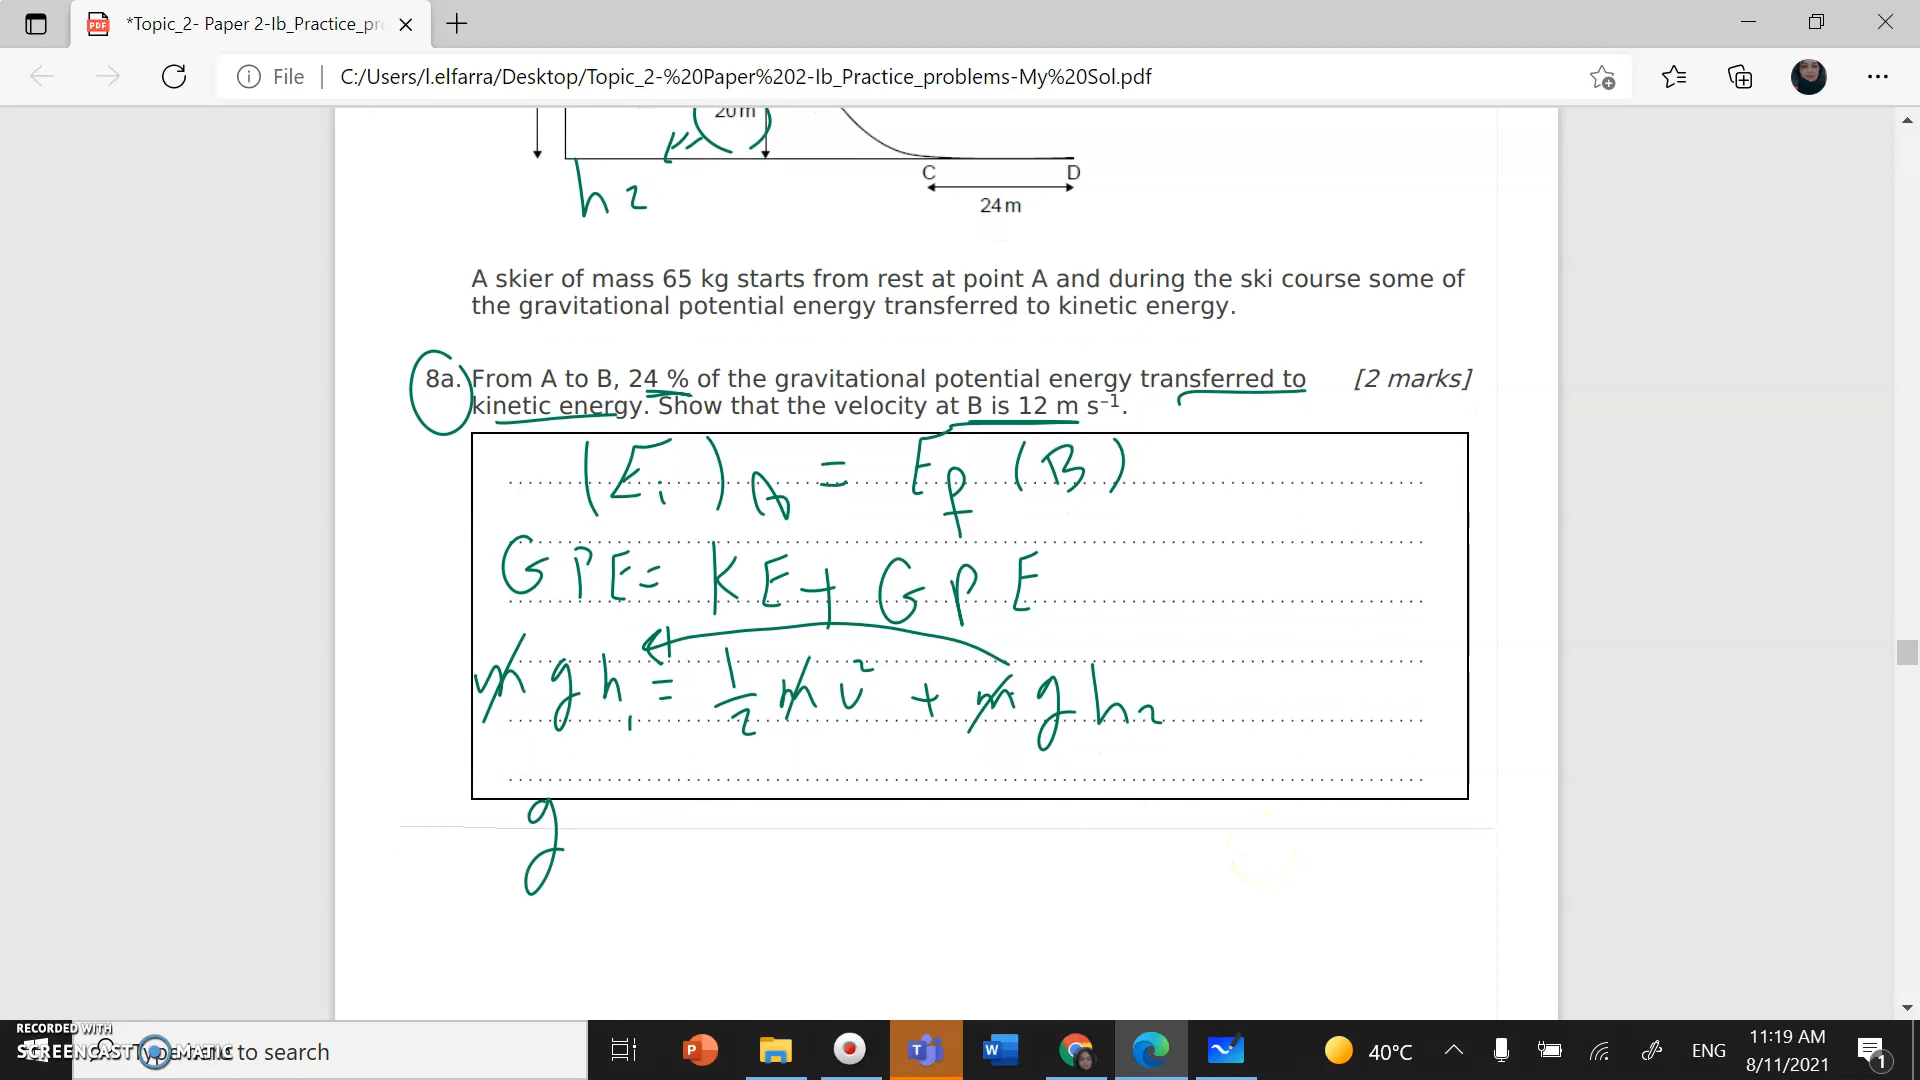 *Topic_2- Paper 2-Ib_Practice_pr
File
C:/Users/l.elfarra/Desktop/Topic_2-%20Paper%202-Ib_Practice_problems-My%20Sol.pdf
20 m
C
D
h 2
24 m
A skier of mass 65 kg starts from rest at point A and during the ski course some of
the gravitational potential energy transferred to kinetic energy.
8a. From A to B, 24 % of the gravitational potential energy transferred to [2 marks]
kinetic energy. Show that the velocity at B is 12 m s⁻¹.
(Ei)A = Ef (B)
GPE = KE + GPE
m g h1 = 1/2 m v² + m g h2
g
RECORDED WITH
SCREENCAST MATIC
to search
40°C
ENG
11:19 AM
8/11/2021
1